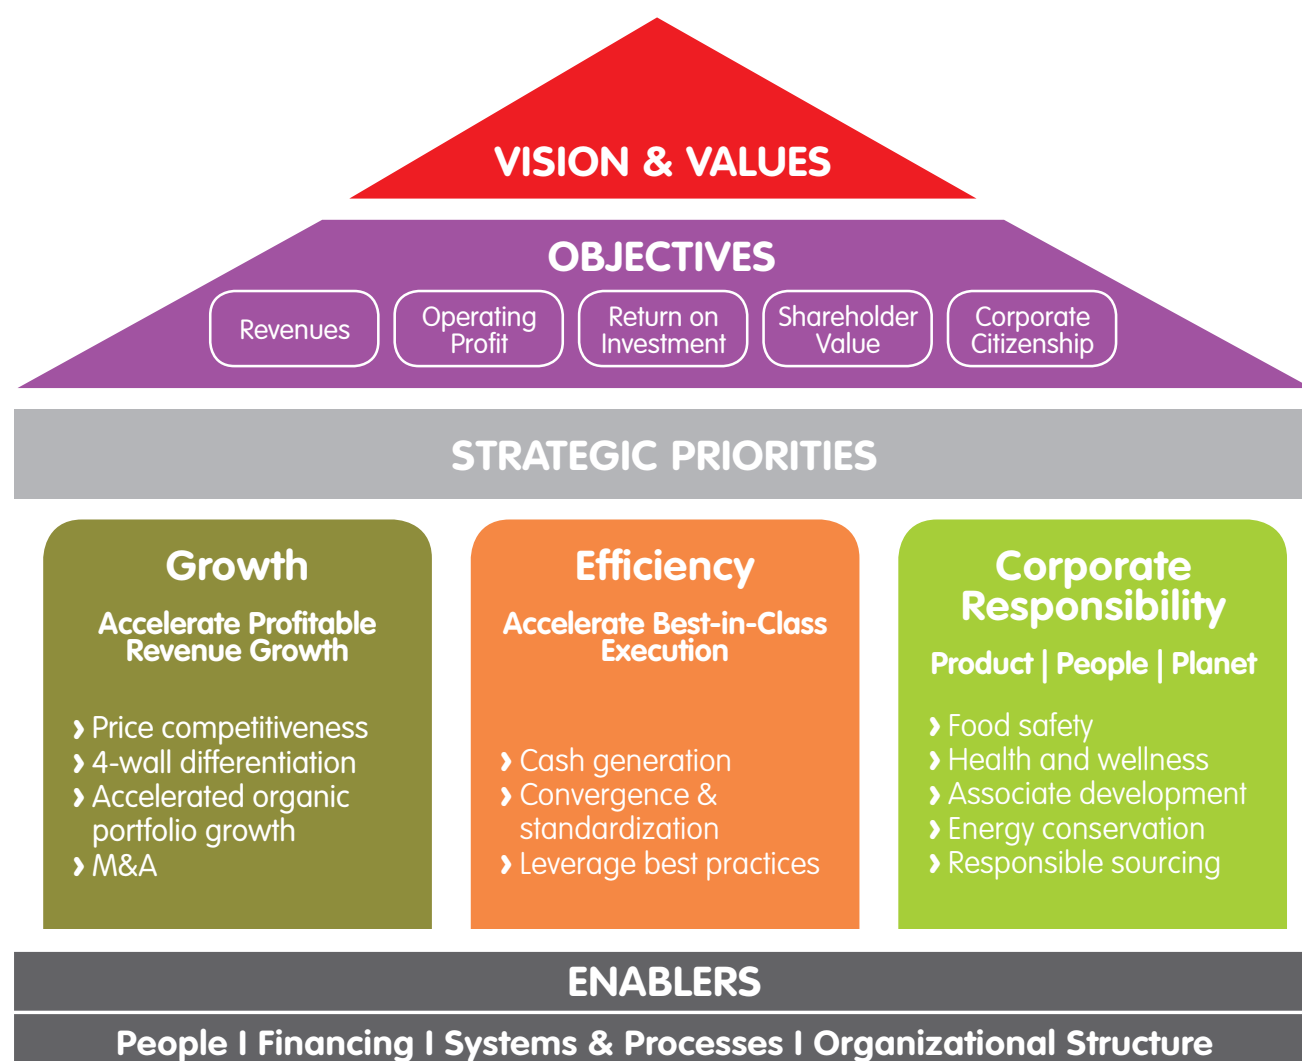 VISION & VALUES
OBJECTIVES
Revenues
Operating
Profit
Return on
Investment
Shareholder
Value
Corporate
Citizenship
STRATEGIC PRIORITIES
Growth
Accelerate Profitable
Revenue Growth
› Price competitiveness
› 4-wall differentiation
› Accelerated organic
portfolio growth
› M&A
Efficiency
Accelerate Best-in-Class
Execution
› Cash generation
› Convergence &
standardization
› Leverage best practices
Corporate
Responsibility
Product | People | Planet
› Food safety
› Health and wellness
› Associate development
› Energy conservation
› Responsible sourcing
ENABLERS
People I Financing I Systems & Processes I Organizational Structure